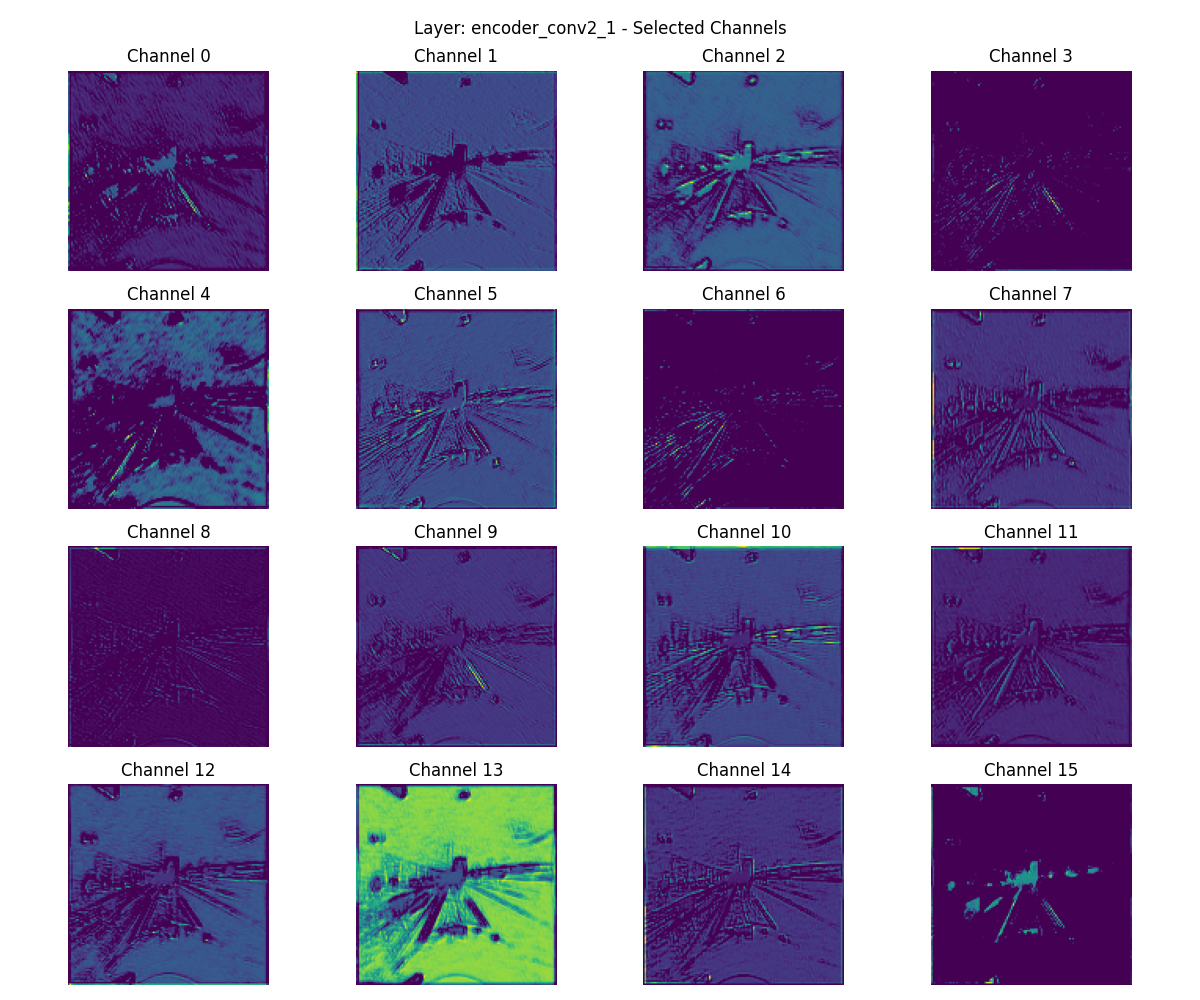 Layer: encoder_conv2_1 - Selected Channels
Channel 0 Channel 1 Channel 2 Channel 3
Channel 4 Channel 5 Channel 6 Channel 7
Channel 8 Channel 9 Channel 10 Channel 11
Channel 12 Channel 13 Channel 14 Channel 15